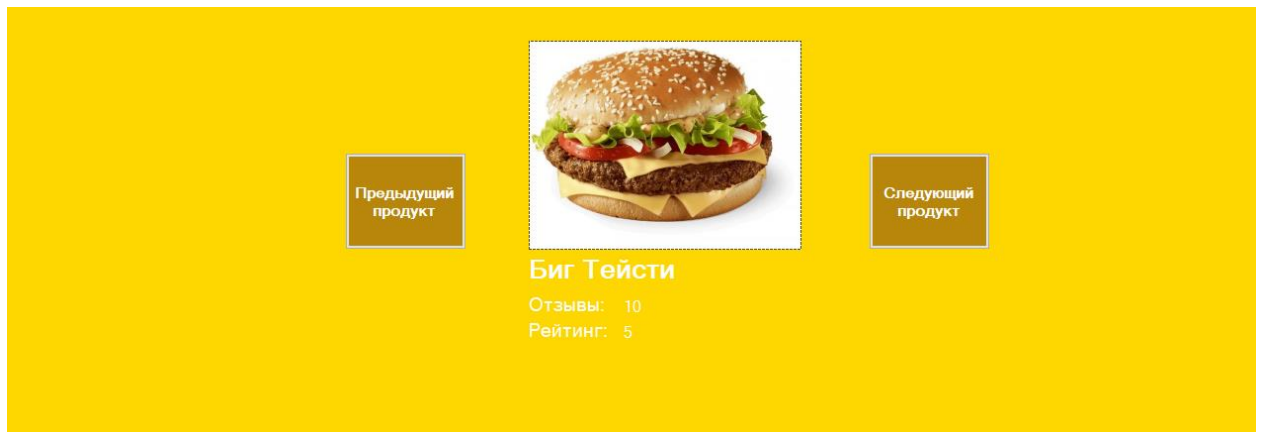 Предыдущий
продукт
Следующий
продукт
Биг Тейсти
Отзывы: 10
Рейтинг: 5